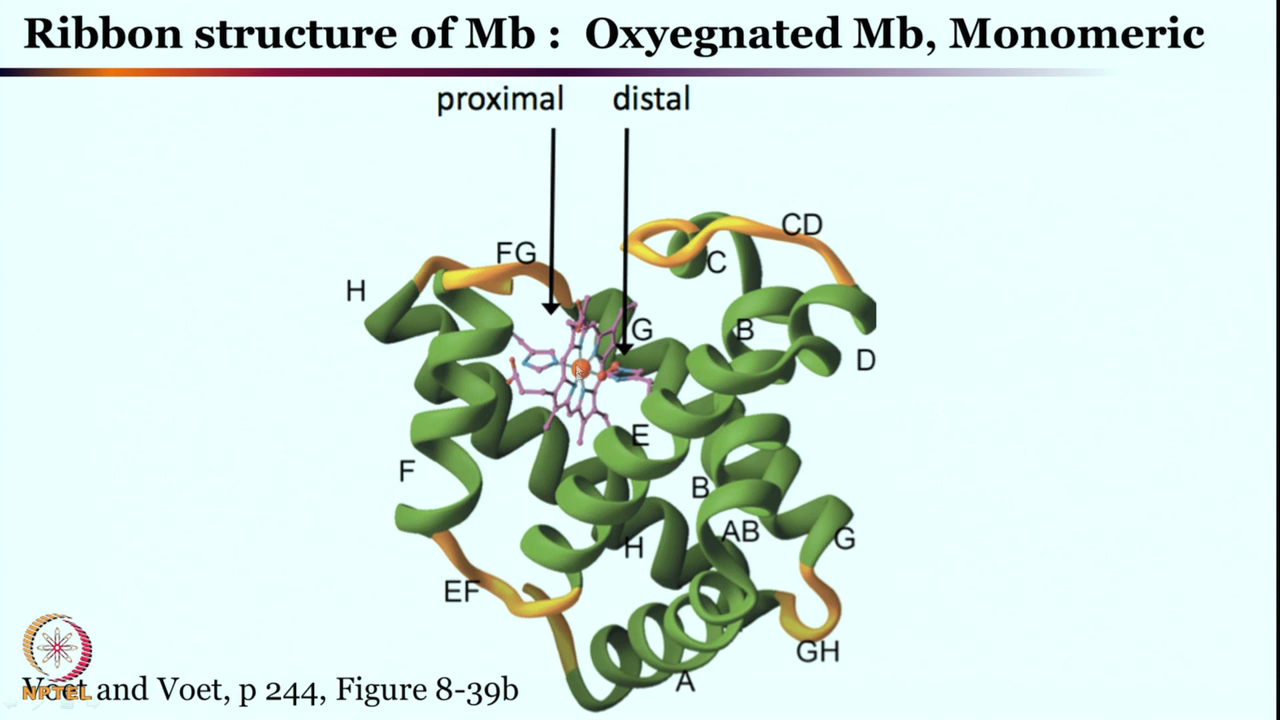 Ribbon structure of Mb : Oxyegnated Mb, Monomeric
proximal distal
CD
FG
C
H
G
B
D
E
F
B
AB
G
H
EF
GH
A
NPTEL
Voet and Voet, p 244, Figure 8-39b